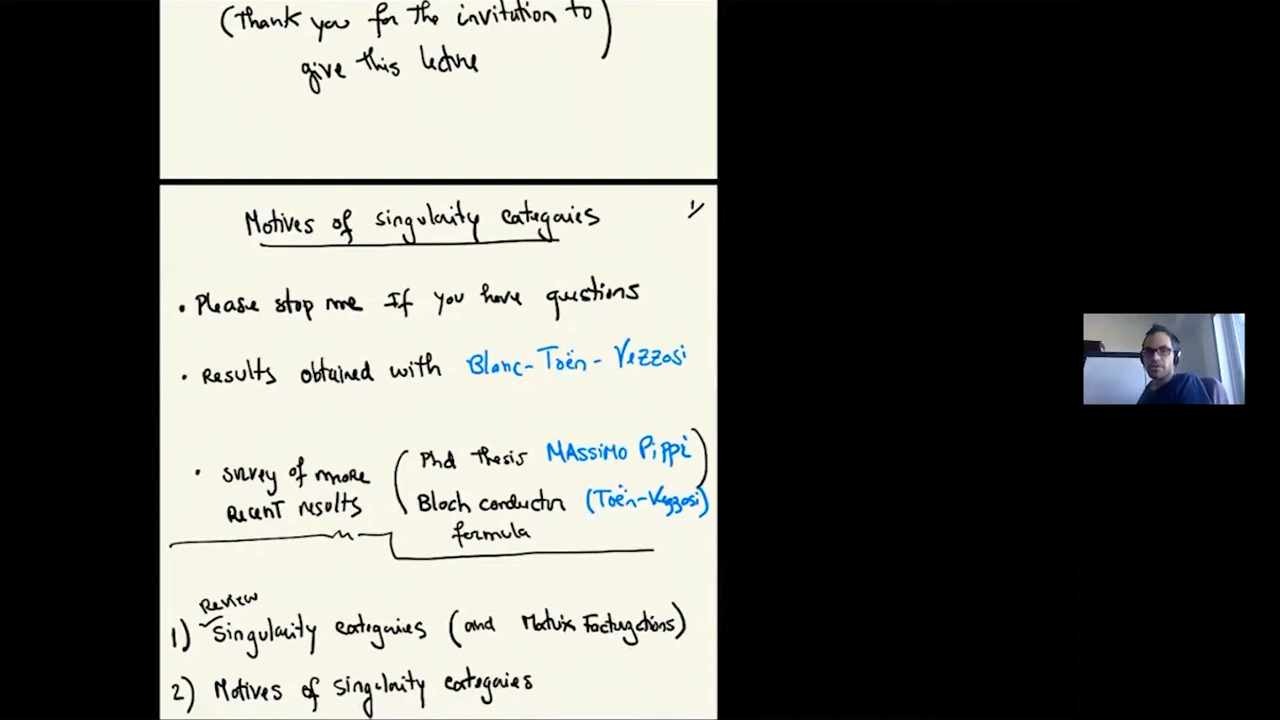 (Thank you for the invitation to
give this lecture)
Motives of singularity categories 1/
• Please stop me If you have questions
• Results obtained with Blanc-Toën-Vezzosi
• survey of more recent results
(Phd thesis MAssimo Pippi
Bloch conductor formula (Toën-Vezzosi))
Review
1) Singularity categories (and Matrix Factorizations)
2) Motives of singularity categories